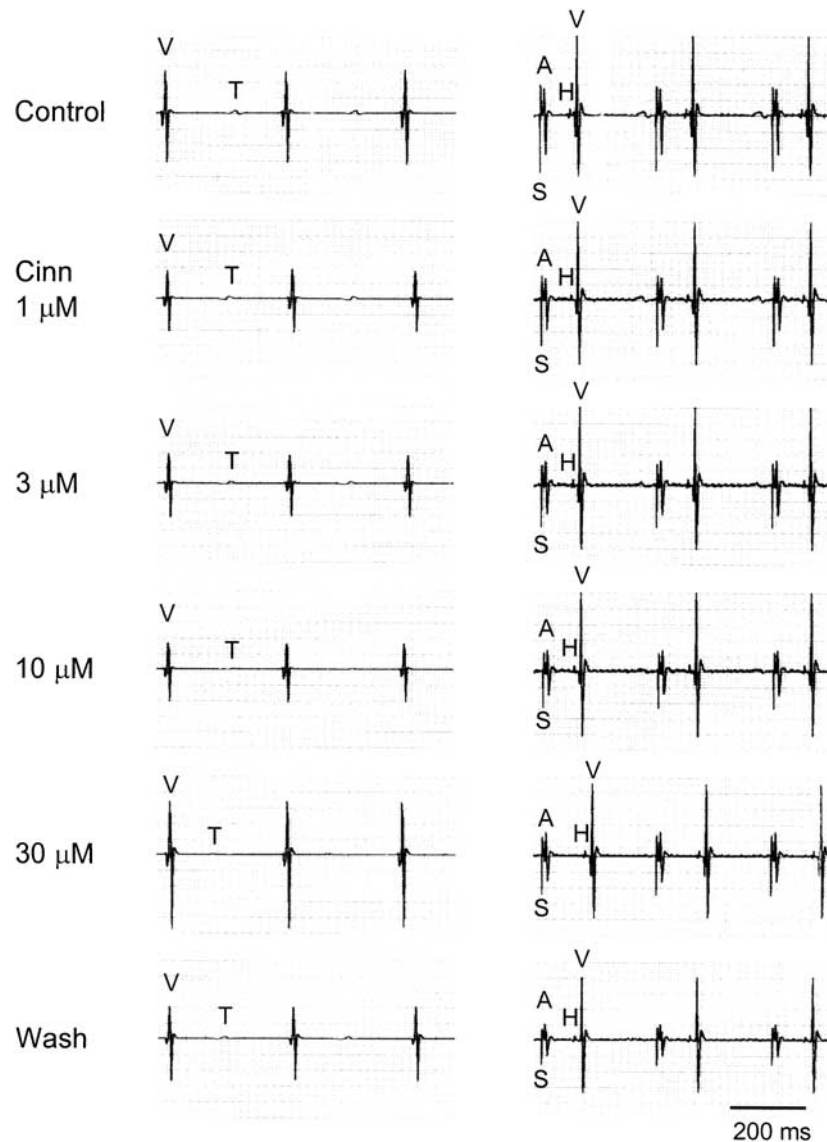 V V
A
T H
Control
S
V V
A
Cinn T H
1 μM
S
V V
A
T H
3 μM
S
V V
A
T H
10 μM
S
V V
A
T H
30 μM
S
V V
A
T H
Wash
S
200 ms